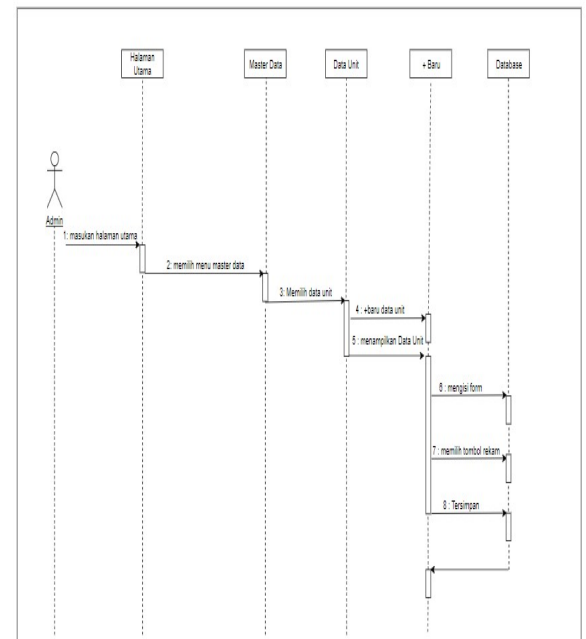 Halaman
Utama
Master Data
Data Unit
+ Baru
Database
Admin
1: masukan halaman utama
2: memilih menu master data
3: Memilih data unit
4 : +baru data unit
5 : menampilkan Data Unit
6 : mengisi form
7 : memilih tombol rekam
8 : Tersimpan